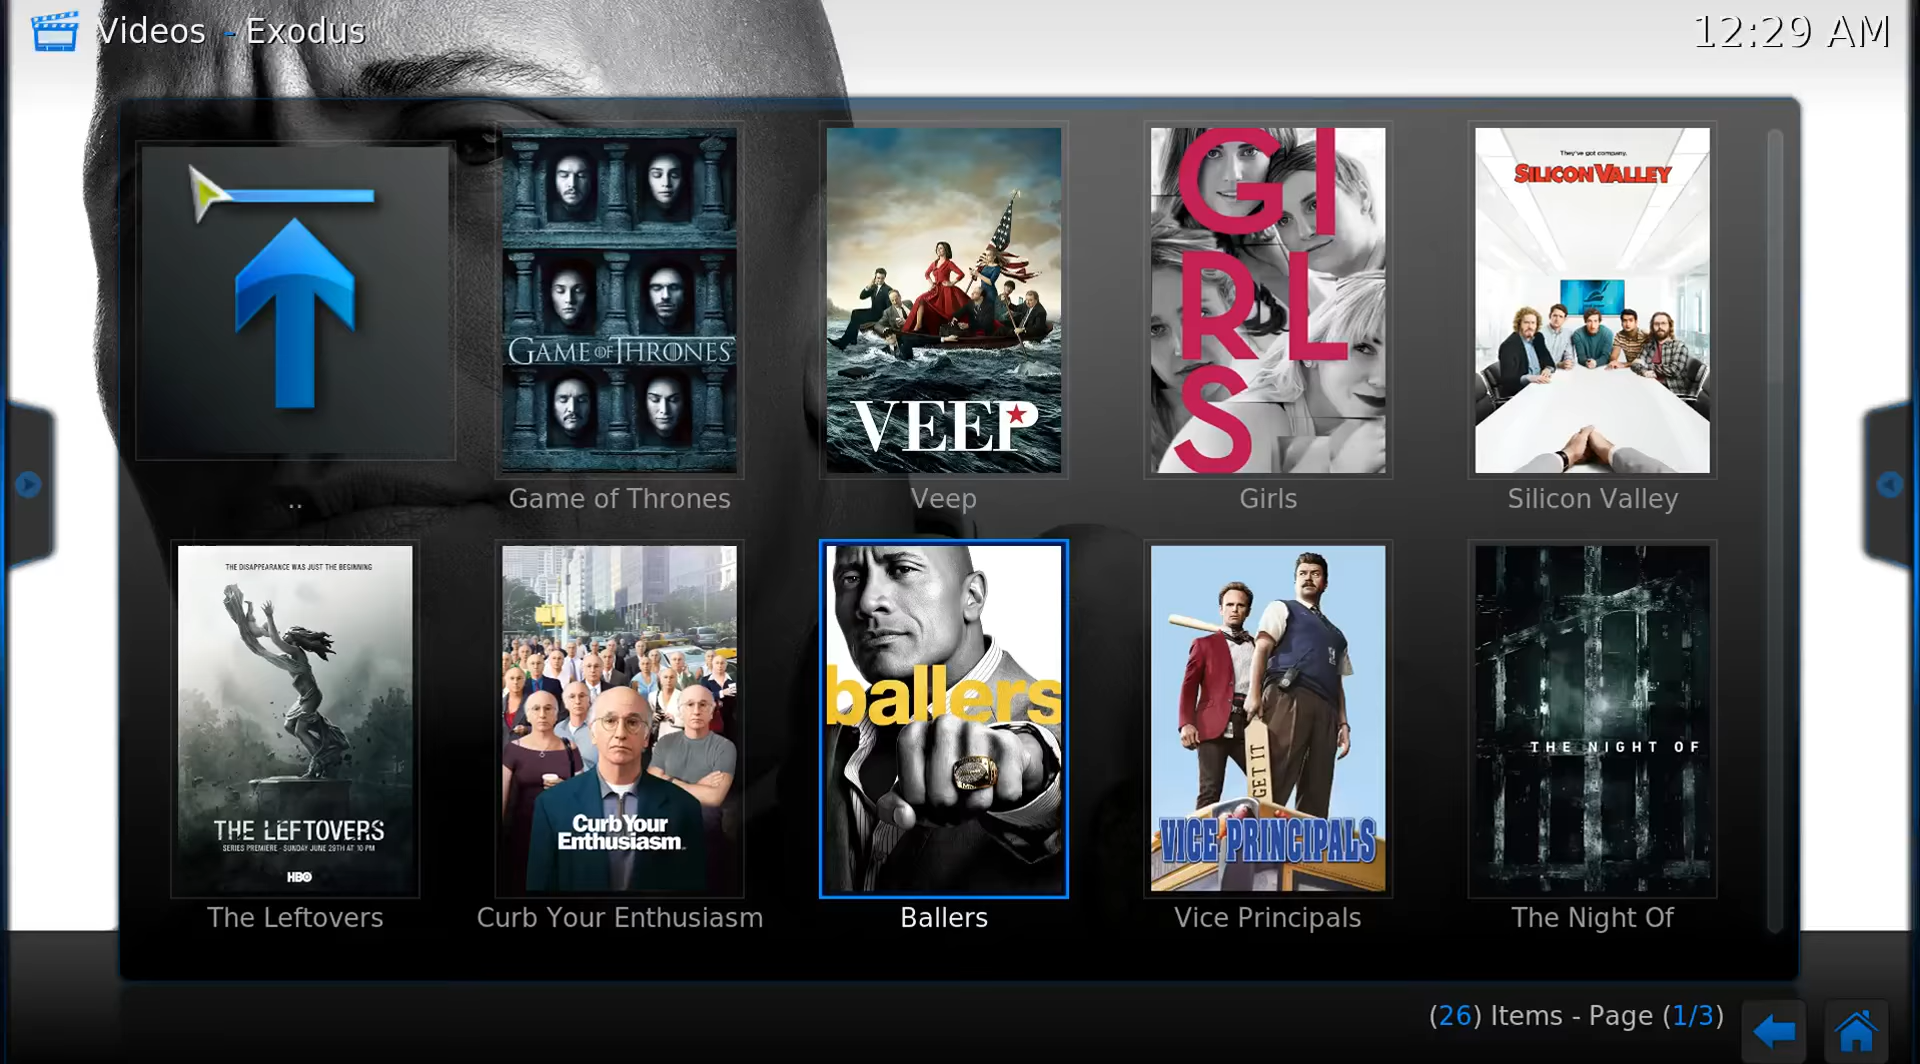 Videos - Exodus
12:29 AM
GAME OF THRONES
VEEP
GI
RL
S
They've got company.
SILICON VALLEY
..
Game of Thrones
Veep
Girls
Silicon Valley
THE DISAPPEARANCE WAS JUST THE BEGINNING
THE LEFTOVERS
SERIES PREMIERE - SUNDAY JUNE 29TH AT 10 PM
HBO
Curb Your
Enthusiasm
ballers
GET IT
VICE PRINCIPALS
THE NIGHT OF
The Leftovers
Curb Your Enthusiasm
Ballers
Vice Principals
The Night Of
(26) Items - Page (1/3)